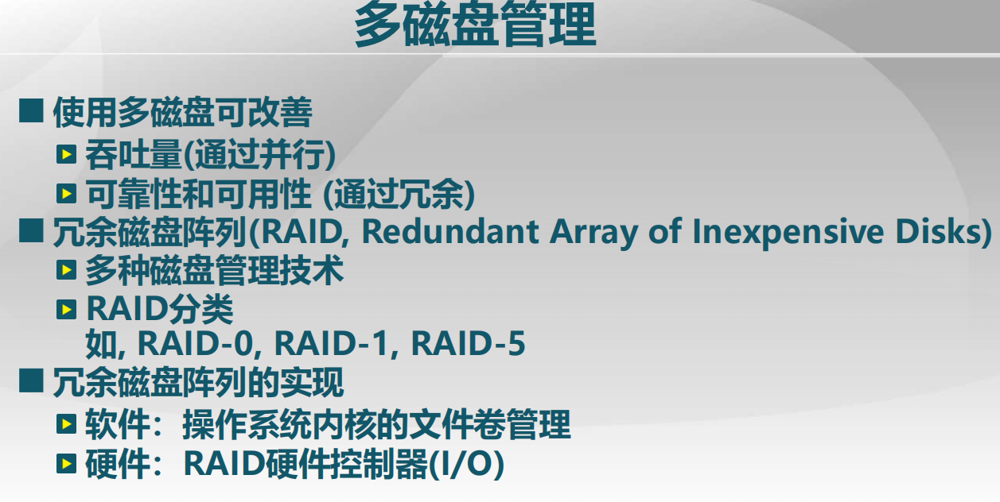 多磁盘管理
使用多磁盘可改善
吞吐量(通过并行)
可靠性和可用性 (通过冗余)
冗余磁盘阵列(RAID, Redundant Array of Inexpensive Disks)
多种磁盘管理技术
RAID分类
如, RAID-0, RAID-1, RAID-5
冗余磁盘阵列的实现
软件：操作系统内核的文件卷管理
硬件：RAID硬件控制器(I/O)